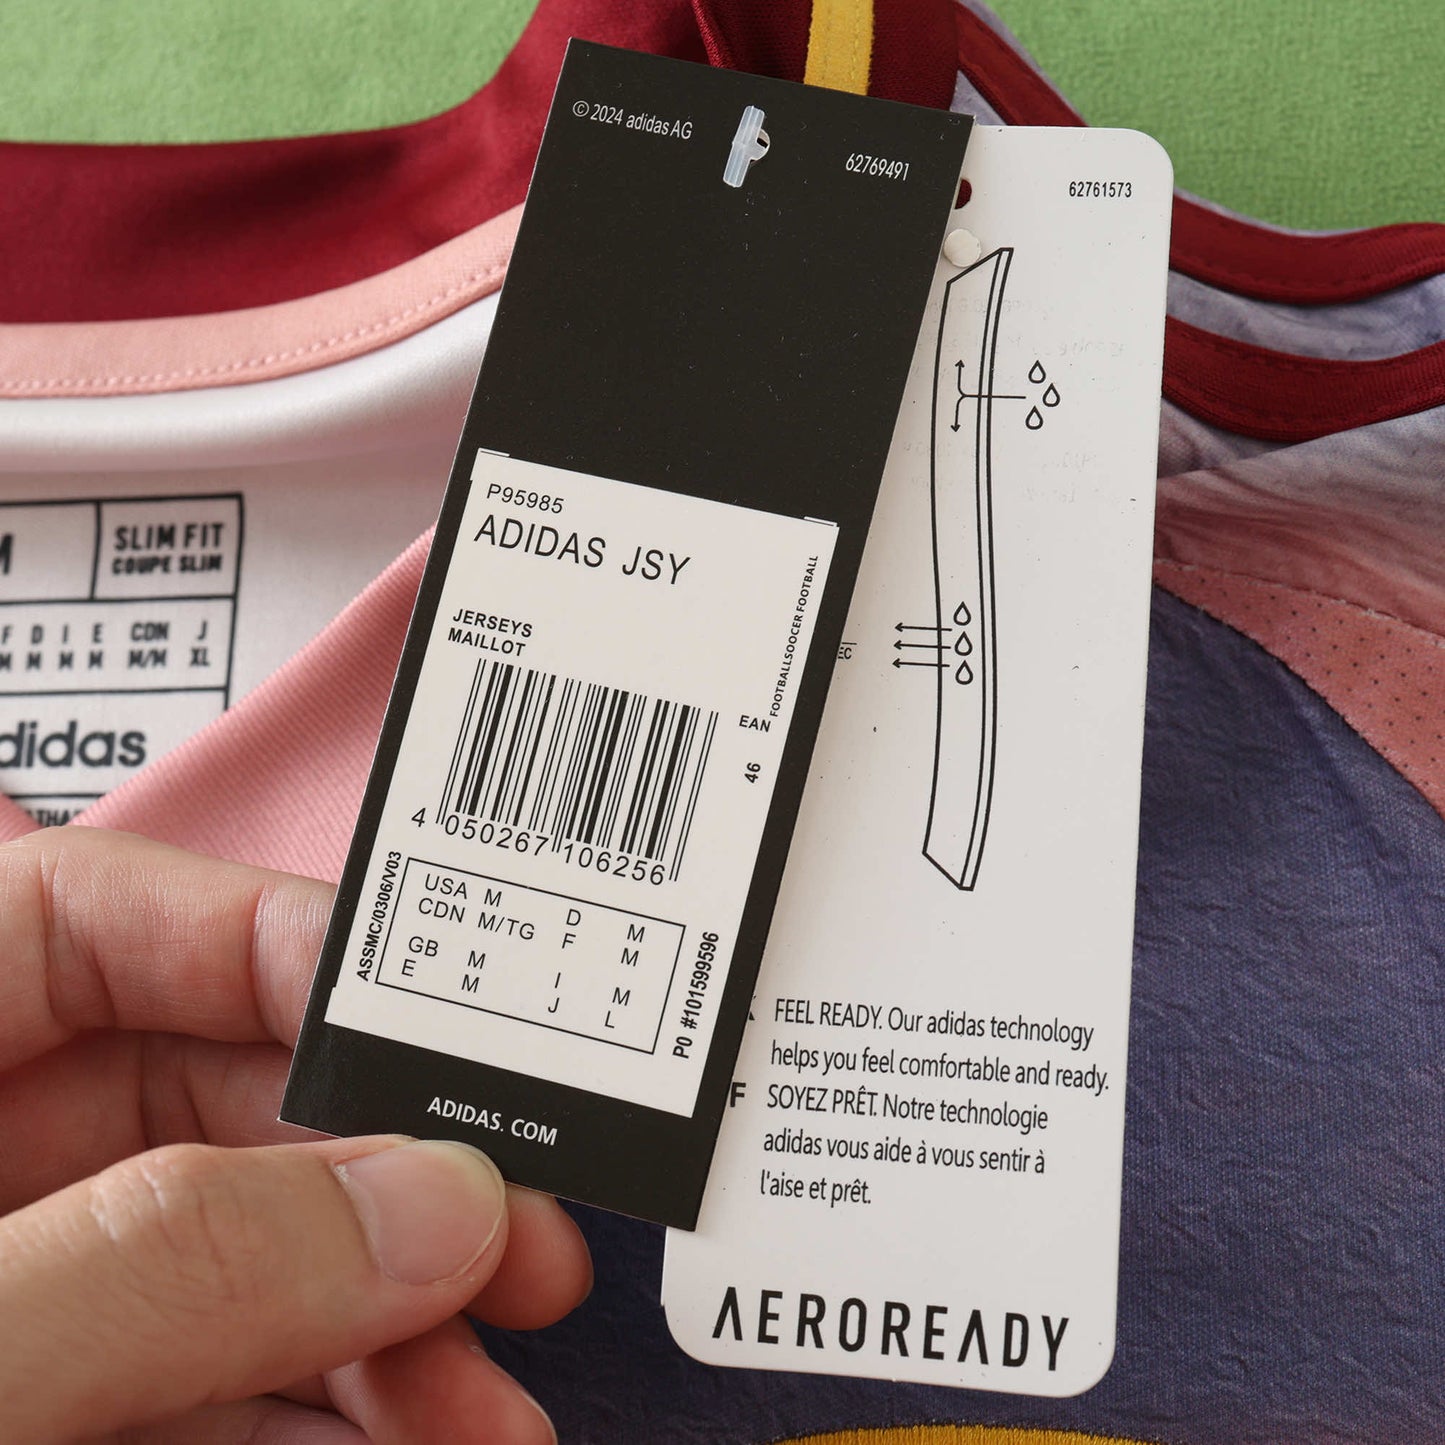 © 2024 adidas AG
62769491
P95985
ADIDAS JSY
JERSEYS
MAILLOT
FOOTBALLSOOCER FOOTBALL
EAN
46
4 050267 106256
ASSMC/0306/V03
USA M D M
CDN M/TG F M
GB M I M
E M J L
PO #101599596
ADIDAS. COM
62761573
EC
FEEL READY. Our adidas technology
helps you feel comfortable and ready.
F SOYEZ PRÊT. Notre technologie
adidas vous aide à vous sentir à
l'aise et prêt.
AEROREADY
M
SLIM FIT
COUPE SLIM
F D I E CDN J
M M M M M/M XL
didas